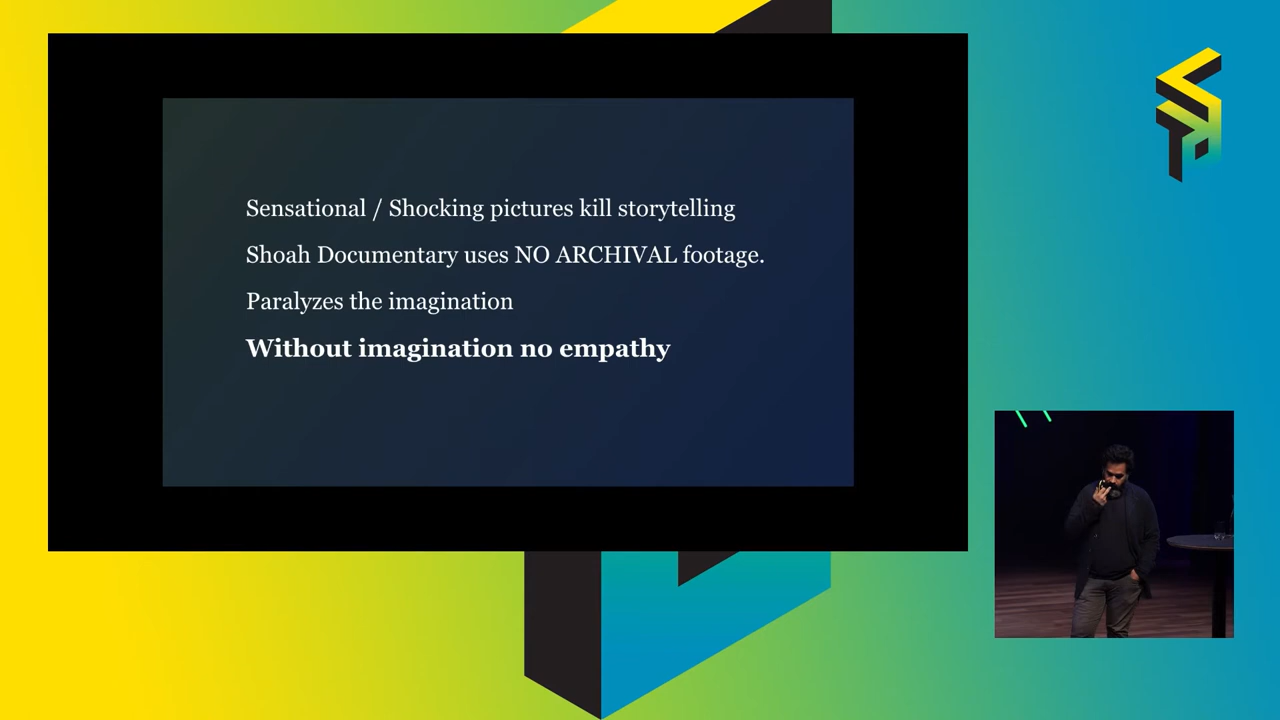 Sensational / Shocking pictures kill storytelling
Shoah Documentary uses NO ARCHIVAL footage.
Paralyzes the imagination
Without imagination no empathy